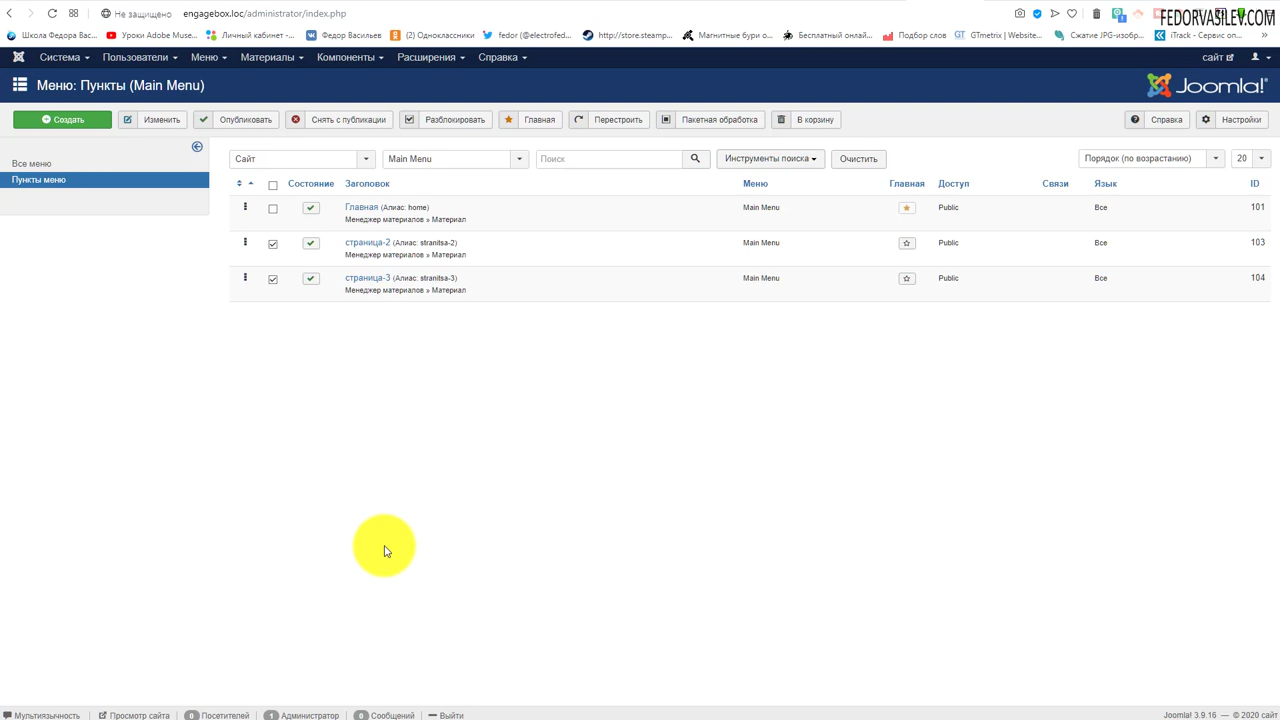 Не защищено engagebox.loc/administrator/index.php
FEDORVASILEV.COM
Школа Федора Вас... Уроки Adobe Muse... Личный кабинет -... Федор Васильев (2) Одноклассники fedor (@electrofed... http://store.steamp... Магнитные бури о... Бесплатный онлай... Подбор слов GTmetrix | Website... Сжатие JPG-изобр... iTrack - Сервис оп... »
Система Пользователи Меню Материалы Компоненты Расширения Справка сайт
Меню: Пункты (Main Menu) Joomla!®
Создать Изменить Опубликовать Снять с публикации Разблокировать Главная Перестроить Пакетная обработка В корзину Справка Настройки
Все меню
Пункты меню
Сайт Main Menu Поиск Инструменты поиска Очистить Порядок (по возрастанию) 20
Состояние Заголовок Меню Главная Доступ Связи Язык ID
Главная (Алиас: home) Main Menu Public Все 101
Менеджер материалов » Материал
страница-2 (Алиас: stranitsa-2) Main Menu Public Все 103
Менеджер материалов » Материал
страница-3 (Алиас: stranitsa-3) Main Menu Public Все 104
Менеджер материалов » Материал
Мультиязычность Просмотр сайта 0 Посетителей 1 Администратор 0 Сообщений Выйти Joomla! 3.9.16 — © 2020 сайт